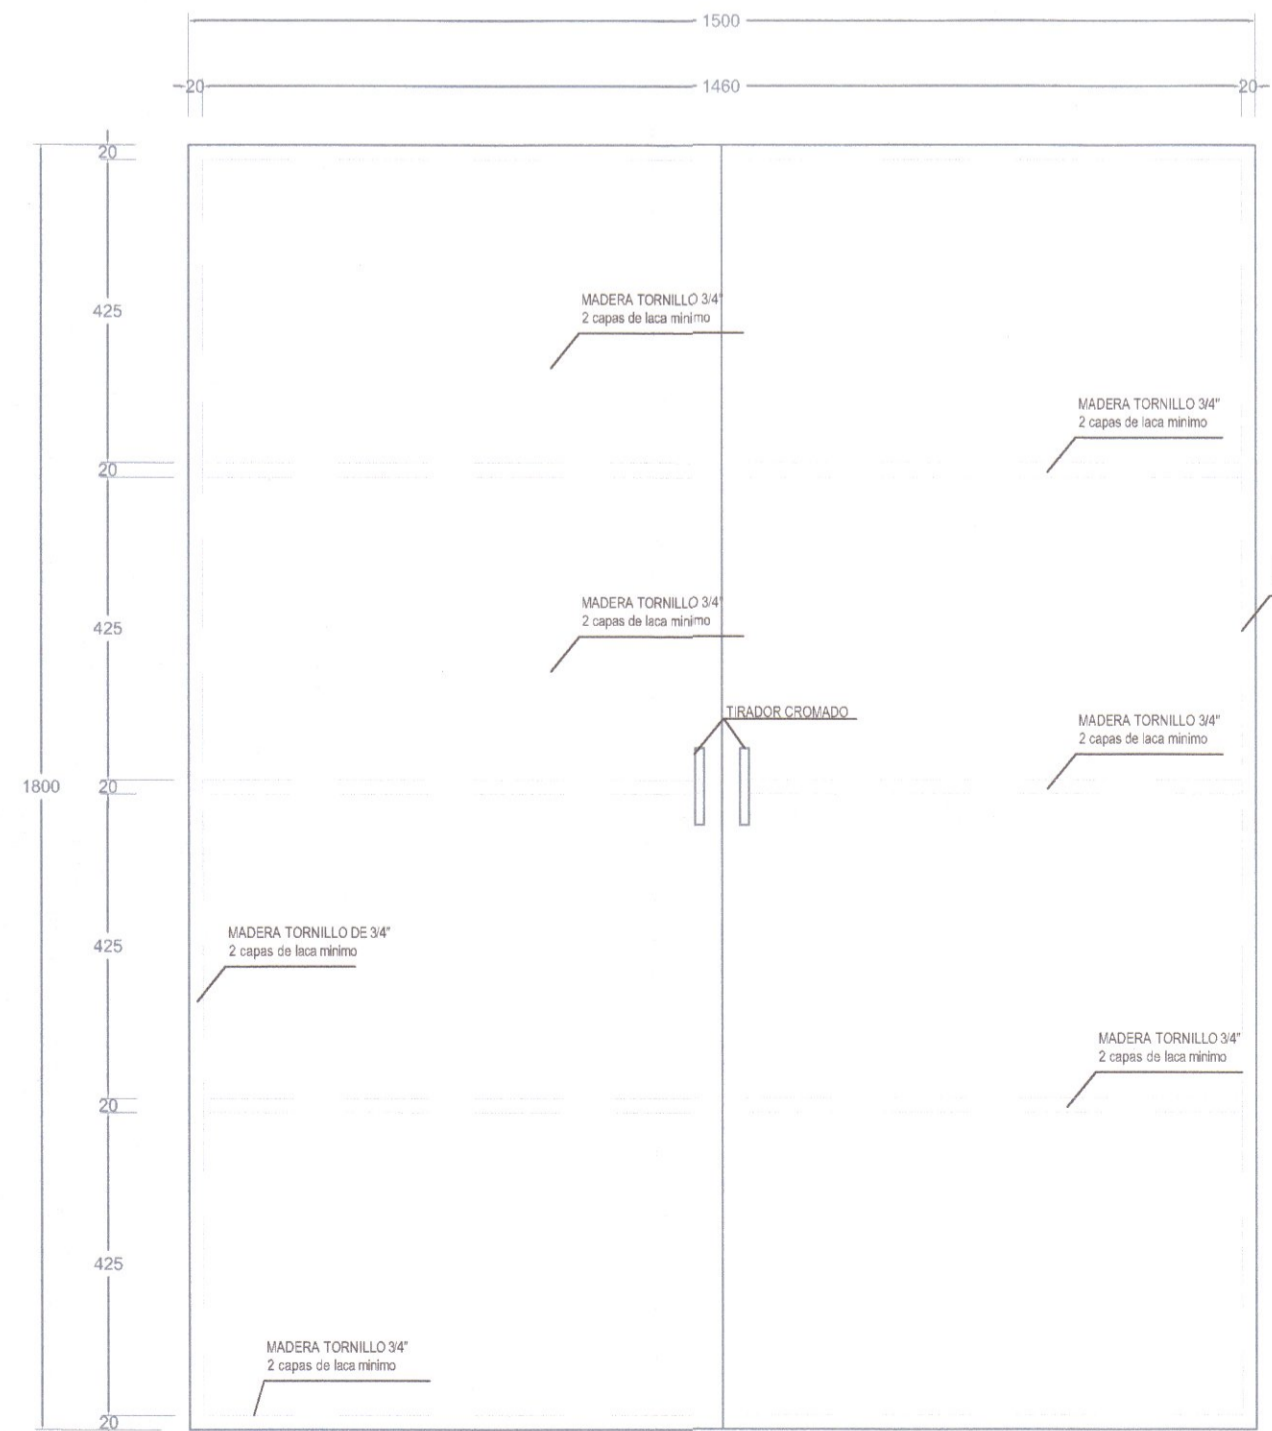 1500
20
1460
20
20
425
MADERA TORNILLO 3/4"
2 capas de laca minimo
MADERA TORNILLO 3/4"
2 capas de laca minimo
20
MADERA TORNILLO 3/4"
2 capas de laca minimo
425
TIRADOR CROMADO
MADERA TORNILLO 3/4"
2 capas de laca minimo
1800
20
MADERA TORNILLO DE 3/4"
2 capas de laca minimo
425
MADERA TORNILLO 3/4"
2 capas de laca minimo
20
425
MADERA TORNILLO 3/4"
2 capas de laca minimo
20